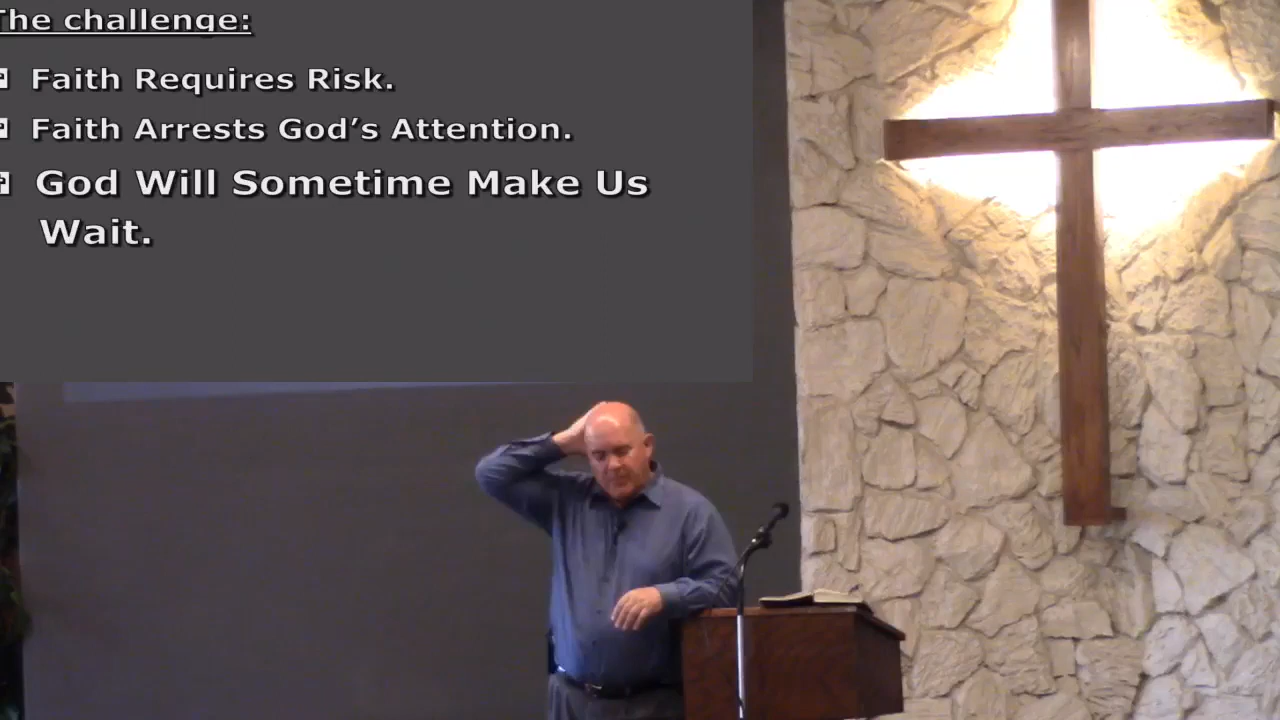 The challenge:
Faith Requires Risk.
Faith Arrests God’s Attention.
God Will Sometime Make Us
Wait.